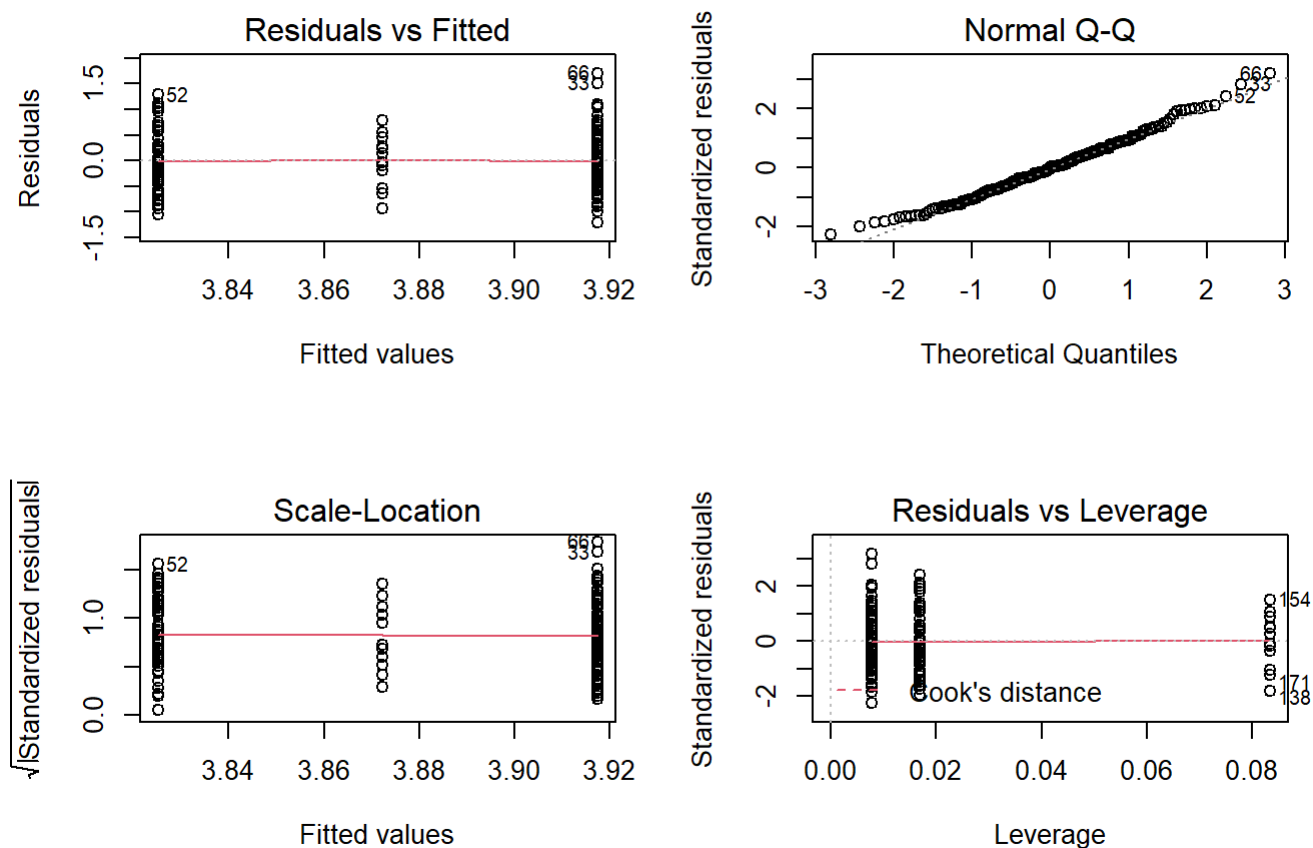 Residuals vs Fitted
Residuals
1.5
0.0
-1.5
66
33
52
3.84 3.86 3.88 3.90 3.92
Fitted values
Normal Q-Q
Standardized residuals
2
0
-2
66
33
52
-3 -2 -1 0 1 2 3
Theoretical Quantiles
Scale-Location
√|Standardized residuals|
1.0
0.0
66
33
52
3.84 3.86 3.88 3.90 3.92
Fitted values
Residuals vs Leverage
Standardized residuals
2
0
-2
154
171
138
Cook's distance
0.00 0.02 0.04 0.06 0.08
Leverage